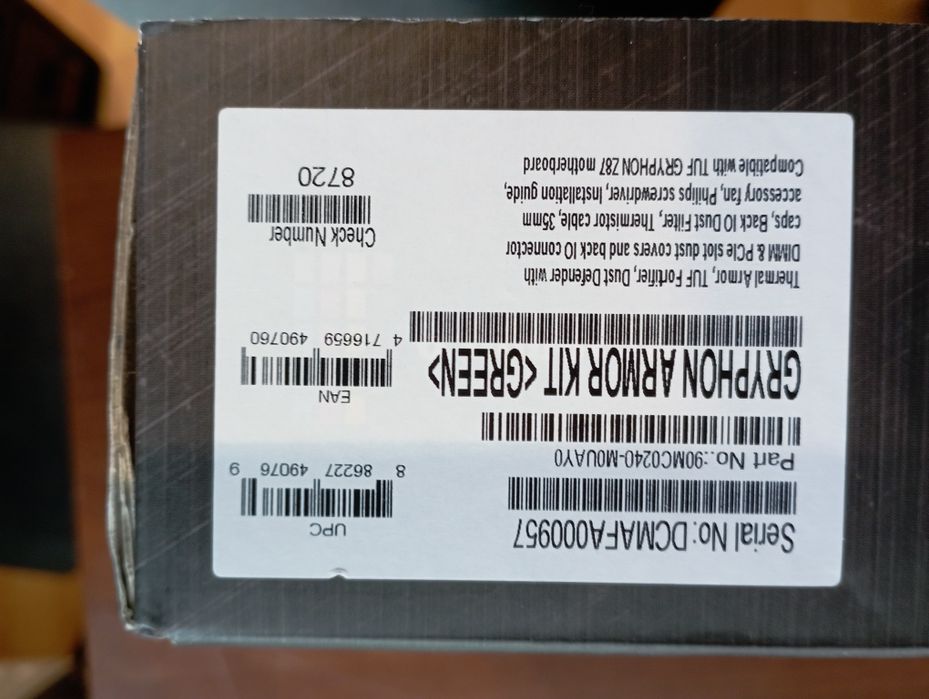 Serial No: DCMAFA000957
Part No.:90MC0240-M0UAY0
GRYPHON ARMOR KIT <GREEN>
Thermal Armor, TUF Fortifier, Dust Defender with
DIMM & PCIe slot dust covers and back IO connector
caps, Back IO Dust Filter, Thermistor cable, 35mm
accessory fan, Philips screwdriver, Installation guide,
Compatible with TUF GRYPHON Z87 motherboard
UPC
8 86227 49076 9
EAN
4 716659 490760
Check Number
8720